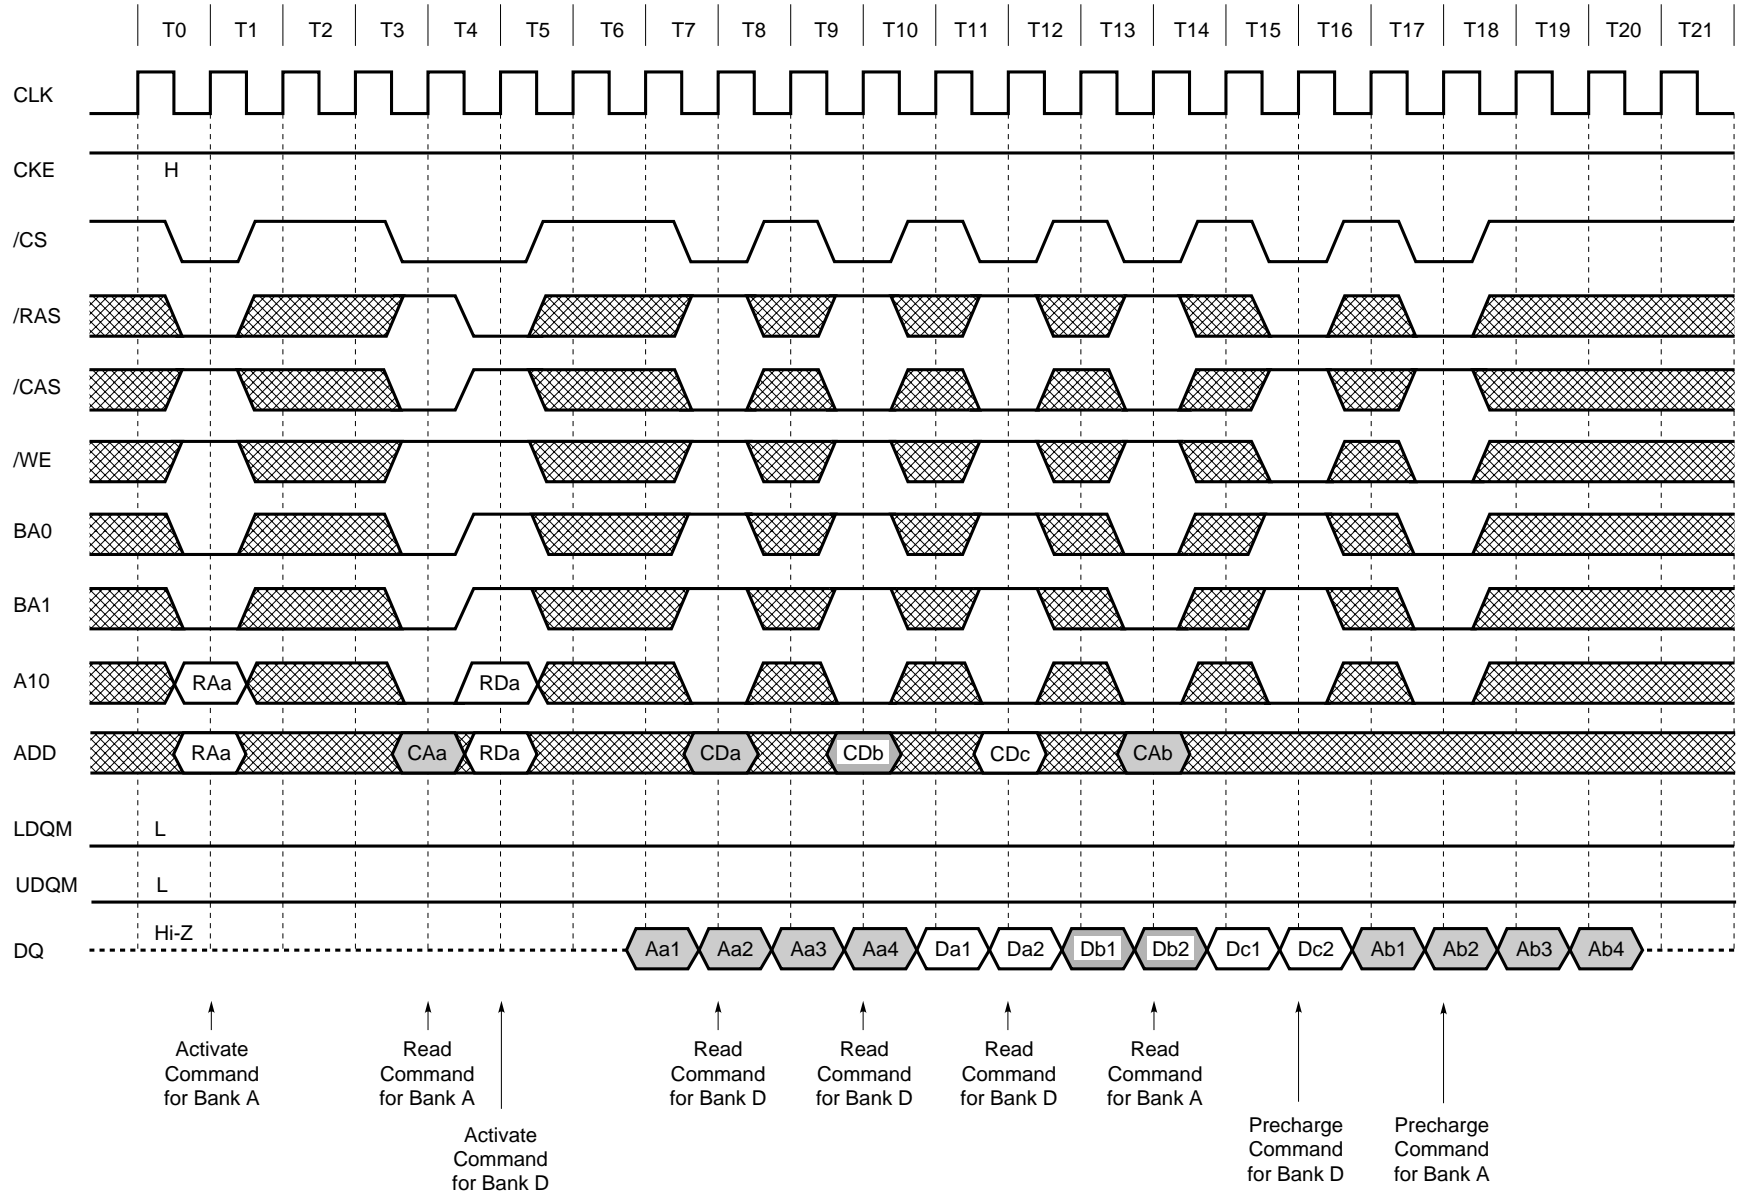 T0 T1 T2 T3 T4 T5 T6 T7 T8 T9 T10 T11 T12 T13 T14 T15 T16 T17 T18 T19 T20 T21
CLK
CKE H
/CS
/RAS
/CAS
/WE
BA0
BA1
A10 RAa RDa
ADD RAa CAa RDa CDa CDb CDc CAb
LDQM L
UDQM L
DQ Hi-Z Aa1 Aa2 Aa3 Aa4 Da1 Da2 Db1 Db2 Dc1 Dc2 Ab1 Ab2 Ab3 Ab4
Activate
Command
for Bank A
Read
Command
for Bank A
Activate
Command
for Bank D
Read
Command
for Bank D
Read
Command
for Bank D
Read
Command
for Bank D
Read
Command
for Bank A
Precharge
Command
for Bank D
Precharge
Command
for Bank A